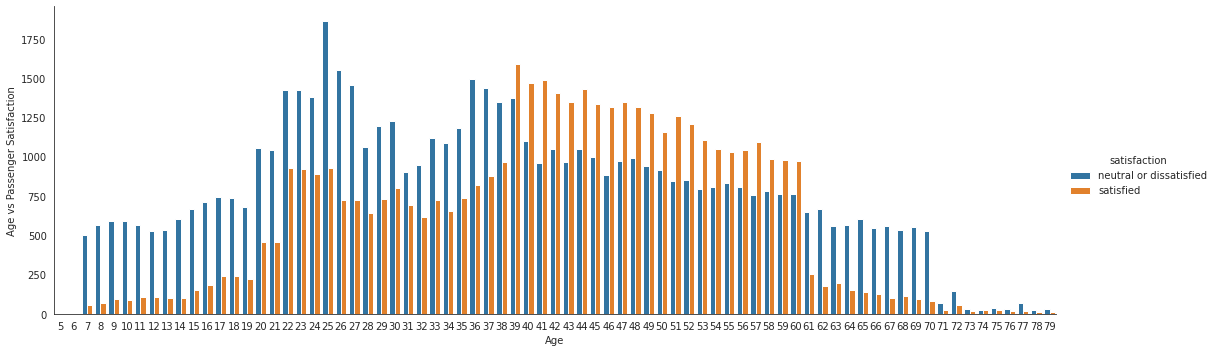 Age vs Passenger Satisfaction
1750
1500
1250
1000
750
500
250
0
5 6 7 8 9 10 11 12 13 14 15 16 17 18 19 20 21 22 23 24 25 26 27 28 29 30 31 32 33 34 35 36 37 38 39 40 41 42 43 44 45 46 47 48 49 50 51 52 53 54 55 56 57 58 59 60 61 62 63 64 65 66 67 68 69 70 71 72 73 74 75 76 77 78 79
Age
satisfaction
neutral or dissatisfied
satisfied